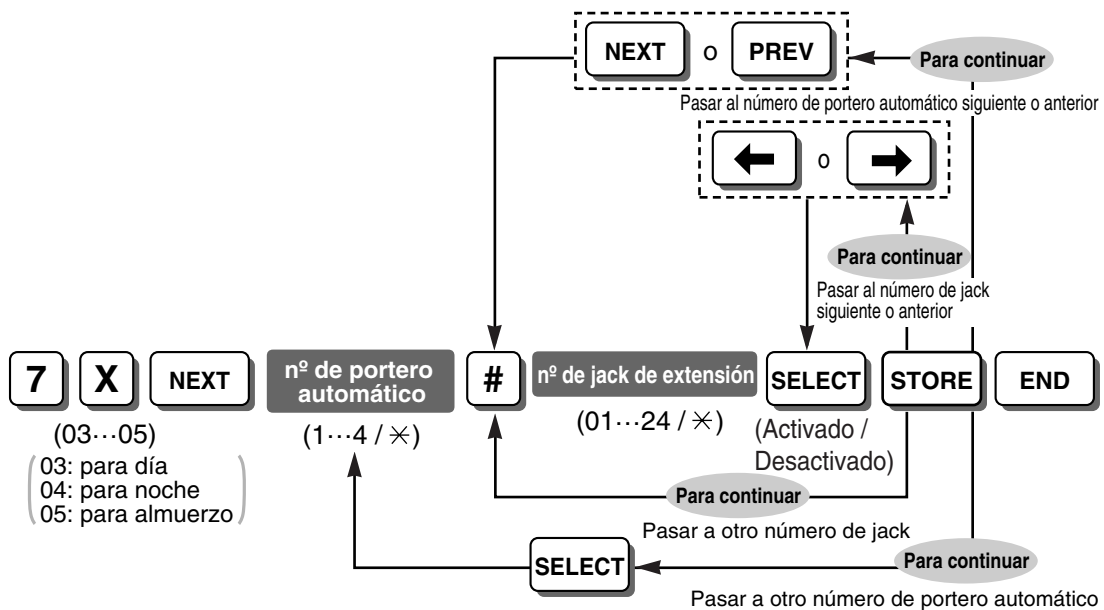 NEXT o PREV
Para continuar
Pasar al número de portero automático siguiente o anterior
← o →
Para continuar
Pasar al número de jack
siguiente o anterior
7 X NEXT nº de portero automático # nº de jack de extensión SELECT STORE END
(03···05)
(1···4 / ✳)
(01···24 / ✳)
(Activado /
Desactivado)
03: para día
04: para noche
05: para almuerzo
Para continuar
Pasar a otro número de jack
SELECT
Para continuar
Pasar a otro número de portero automático